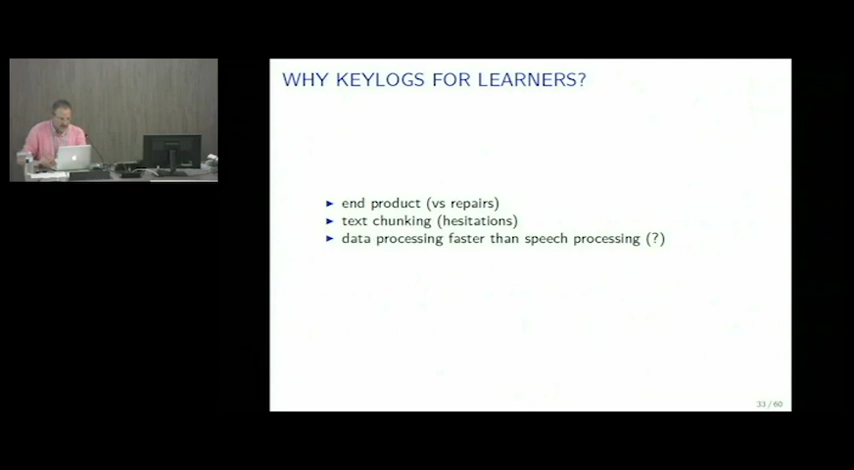 WHY KEYLOGS FOR LEARNERS?
► end product (vs repairs)
► text chunking (hesitations)
► data processing faster than speech processing (?)
33 / 60